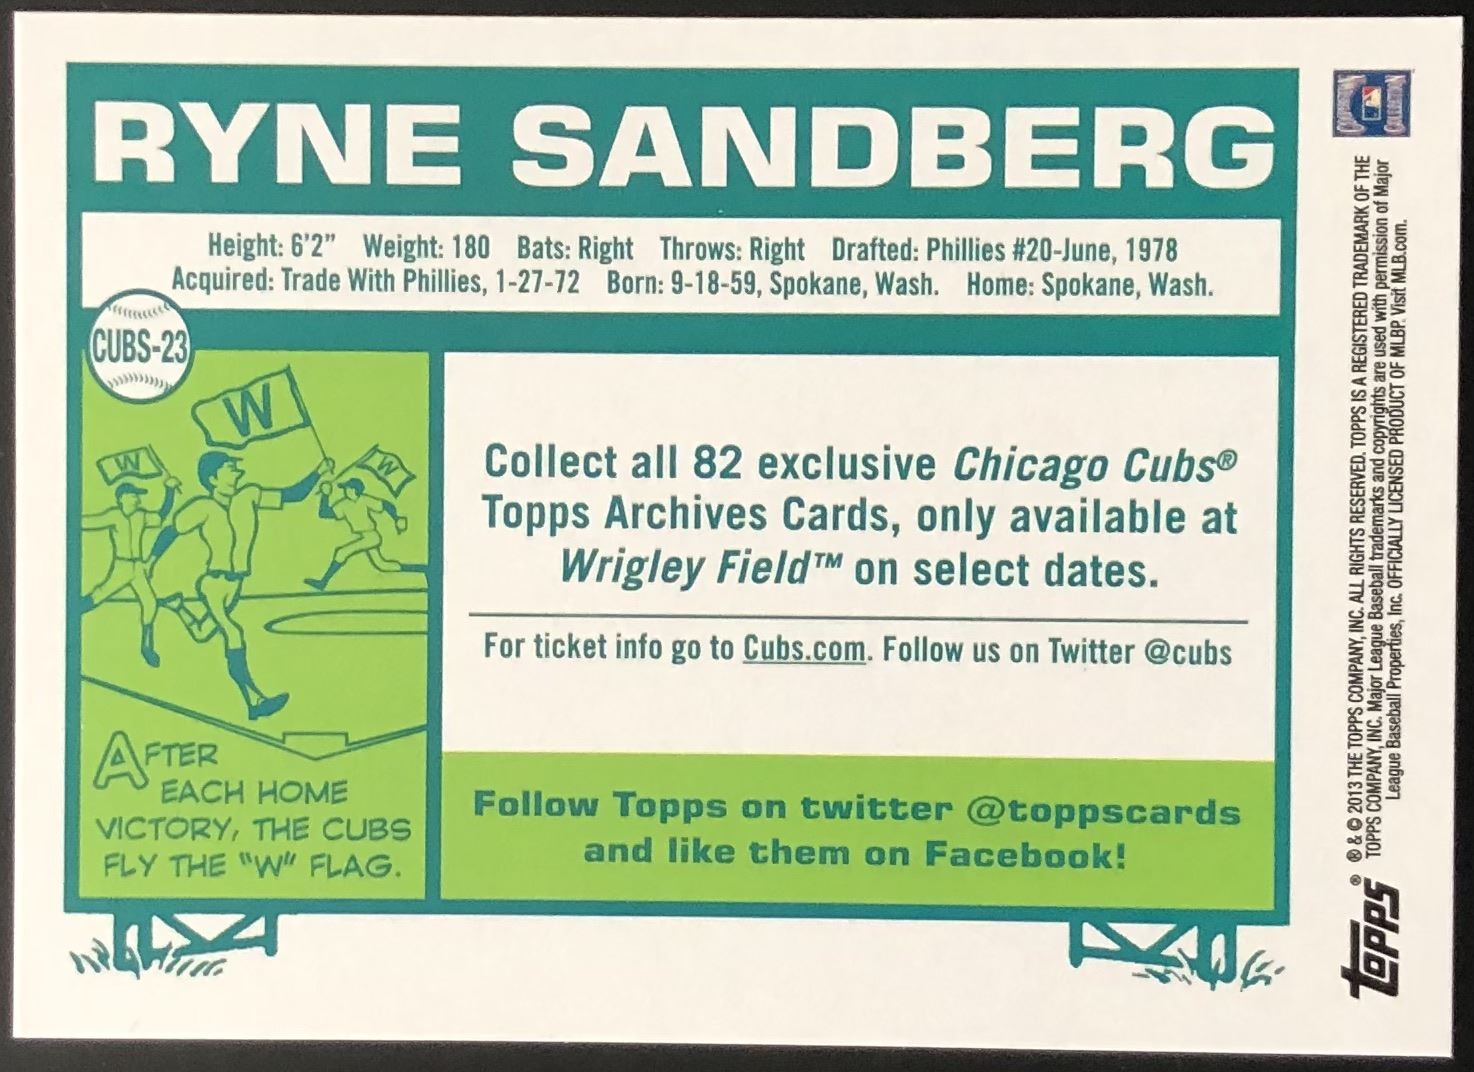 RYNE SANDBERG
Height: 6'2" Weight: 180 Bats: Right Throws: Right Drafted: Phillies #20-June, 1978
Acquired: Trade With Phillies, 1-27-72 Born: 9-18-59, Spokane, Wash. Home: Spokane, Wash.
CUBS-23
W
W
W
AFTER
EACH HOME
VICTORY, THE CUBS
FLY THE "W" FLAG.
Collect all 82 exclusive Chicago Cubs®
Topps Archives Cards, only available at
Wrigley Field™ on select dates.
For ticket info go to Cubs.com. Follow us on Twitter @cubs
Follow Topps on twitter @toppscards
and like them on Facebook!
® & © 2013 THE TOPPS COMPANY, INC. ALL RIGHTS RESERVED. TOPPS IS A REGISTERED TRADEMARK OF THE
TOPPS COMPANY, INC. Major League Baseball trademarks and copyrights are used with permission of Major
League Baseball Properties, Inc. OFFICIALLY LICENSED PRODUCT OF MLBP. Visit MLB.com.
topps®